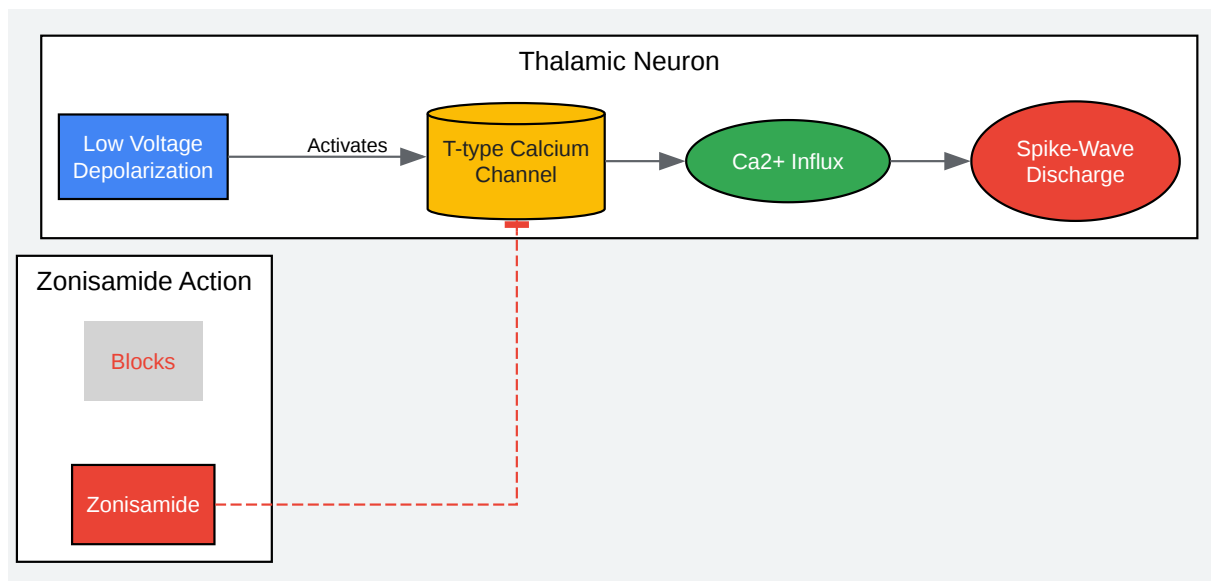 Thalamic Neuron
Low Voltage
Depolarization
Activates
T-type Calcium
Channel
Ca2+ Influx
Spike-Wave
Discharge
Zonisamide Action
Blocks
Zonisamide